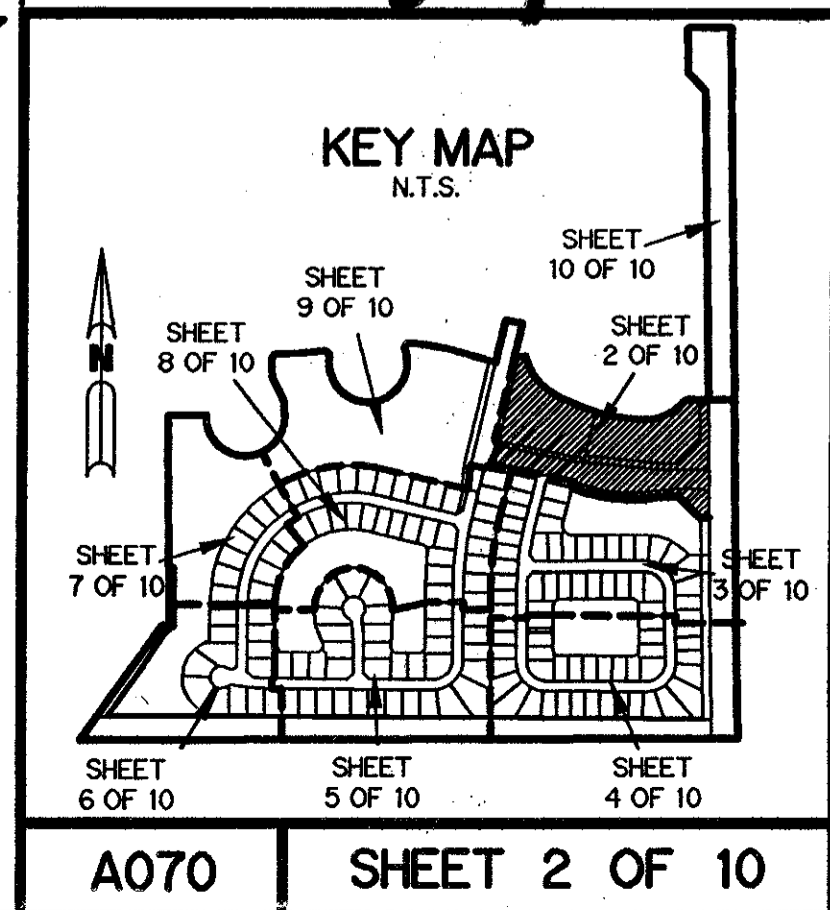 KEY MAP
N.T.S.
SHEET
10 OF 10
SHEET
9 OF 10
SHEET
2 OF 10
SHEET
8 OF 10
N
SHEET
7 OF 10
SHEET
3 OF 10
SHEET
6 OF 10
SHEET
5 OF 10
SHEET
4 OF 10
A070
SHEET 2 OF 10